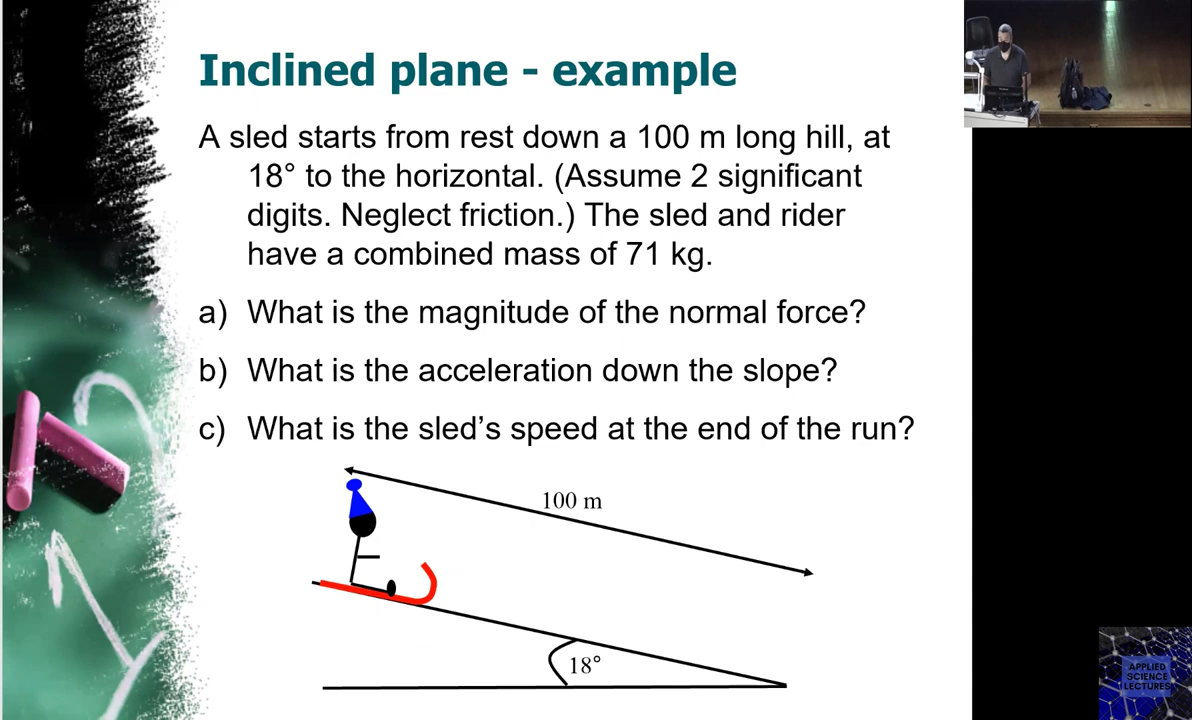 Inclined plane - example
A sled starts from rest down a 100 m long hill, at
18° to the horizontal. (Assume 2 significant
digits. Neglect friction.) The sled and rider
have a combined mass of 71 kg.
a) What is the magnitude of the normal force?
b) What is the acceleration down the slope?
c) What is the sled’s speed at the end of the run?
100 m
18°
APPLIED
SCIENCE
LECTURES